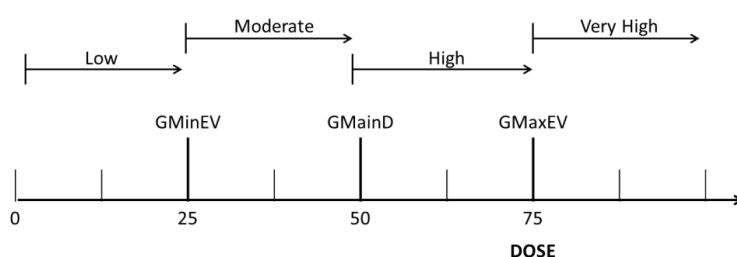 Moderate
Very High
Low
High
GMinEV
GMainD
GMaxEV
0
25
50
75
DOSE